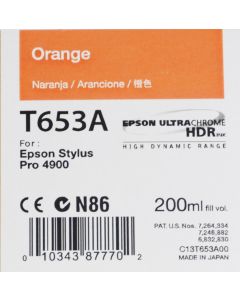 Orange
Naranja / Arancione / 橙色
T653A
EPSON ULTRACHROME
HDR INK
HIGH DYNAMIC RANGE
For :
Epson Stylus
Pro 4900
CE N86
200ml fill vol.
PAT. U.S. Nos. 7,264,334
7,246,882
6,832,830
C13T653A00
MADE IN JAPAN
0 10343 87770 2